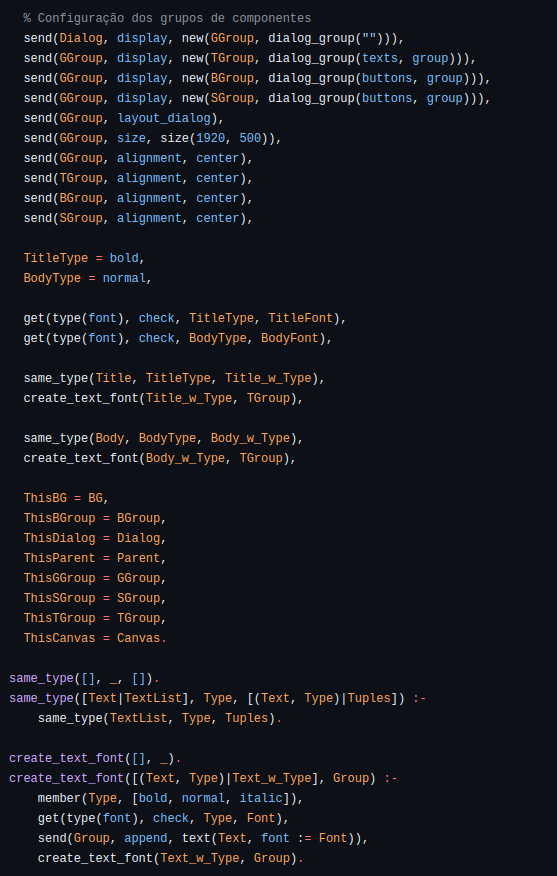 % Configuração dos grupos de componentes
send(Dialog, display, new(GGroup, dialog_group(""))),
send(GGroup, display, new(TGroup, dialog_group(texts, group))),
send(GGroup, display, new(BGroup, dialog_group(buttons, group))),
send(GGroup, display, new(SGroup, dialog_group(buttons, group))),
send(GGroup, layout_dialog),
send(GGroup, size, size(1920, 500)),
send(GGroup, alignment, center),
send(TGroup, alignment, center),
send(BGroup, alignment, center),
send(SGroup, alignment, center),
TitleType = bold,
BodyType = normal,
get(type(font), check, TitleType, TitleFont),
get(type(font), check, BodyType, BodyFont),
same_type(Title, TitleType, Title_w_Type),
create_text_font(Title_w_Type, TGroup),
same_type(Body, BodyType, Body_w_Type),
create_text_font(Body_w_Type, TGroup),
ThisBG = BG,
ThisBGroup = BGroup,
ThisDialog = Dialog,
ThisParent = Parent,
ThisGGroup = GGroup,
ThisSGroup = SGroup,
ThisTGroup = TGroup,
ThisCanvas = Canvas.
same_type([], _, []).
same_type([Text|TextList], Type, [(Text, Type)|Tuples]) :-
same_type(TextList, Type, Tuples).
create_text_font([], _).
create_text_font([(Text, Type)|Text_w_Type], Group) :-
member(Type, [bold, normal, italic]),
get(type(font), check, Type, Font),
send(Group, append, text(Text, font := Font)),
create_text_font(Text_w_Type, Group).